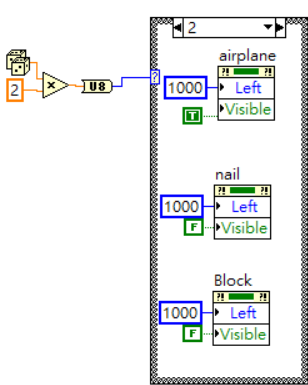 2
airplane
?! ?!
1000 Left
2 × U8 ?
T Visible
nail
?! ?!
1000 Left
F Visible
Block
?! ?!
1000 Left
F Visible